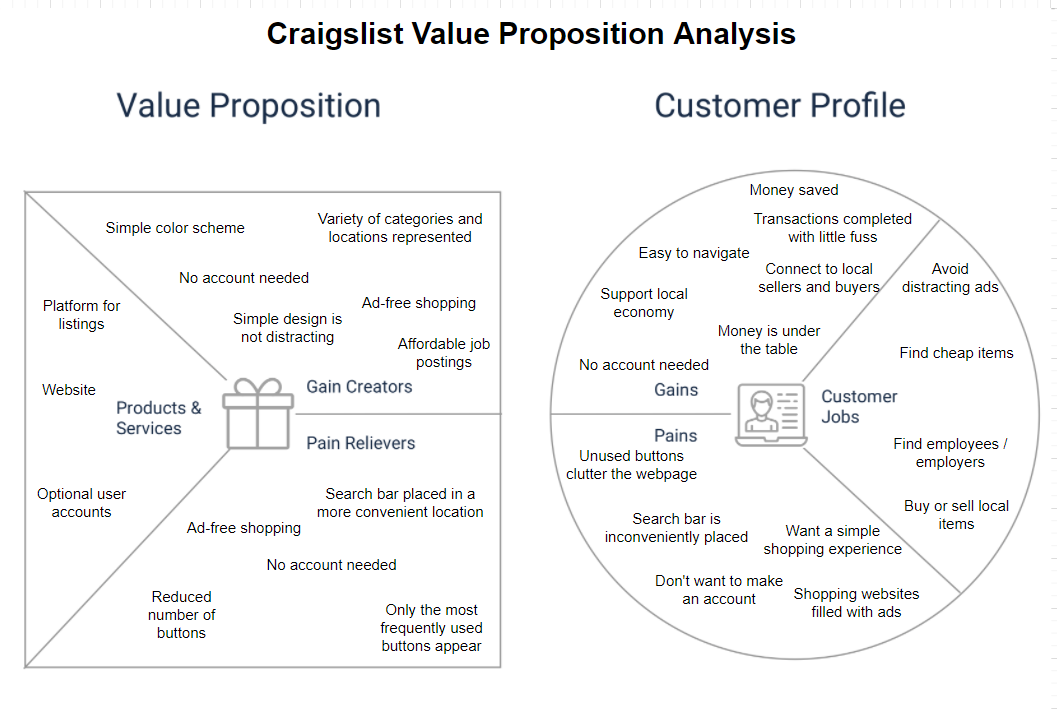 Craigslist Value Proposition Analysis
Value Proposition
Simple color scheme
Variety of categories and
locations represented
No account needed
Platform for
listings
Ad-free shopping
Simple design is
not distracting
Affordable job
postings
Website
Products &
Services
Gain Creators
Pain Relievers
Optional user
accounts
Search bar placed in a
more convenient location
Ad-free shopping
No account needed
Reduced
number of
buttons
Only the most
frequently used
buttons appear
Customer Profile
Money saved
Transactions completed
with little fuss
Easy to navigate
Connect to local
sellers and buyers
Support local
economy
Money is under
the table
No account needed
Gains
Avoid
distracting ads
Find cheap items
Customer
Jobs
Find employees /
employers
Buy or sell local
items
Pains
Unused buttons
clutter the webpage
Search bar is
inconveniently placed
Want a simple
shopping experience
Don't want to make
an account
Shopping websites
filled with ads